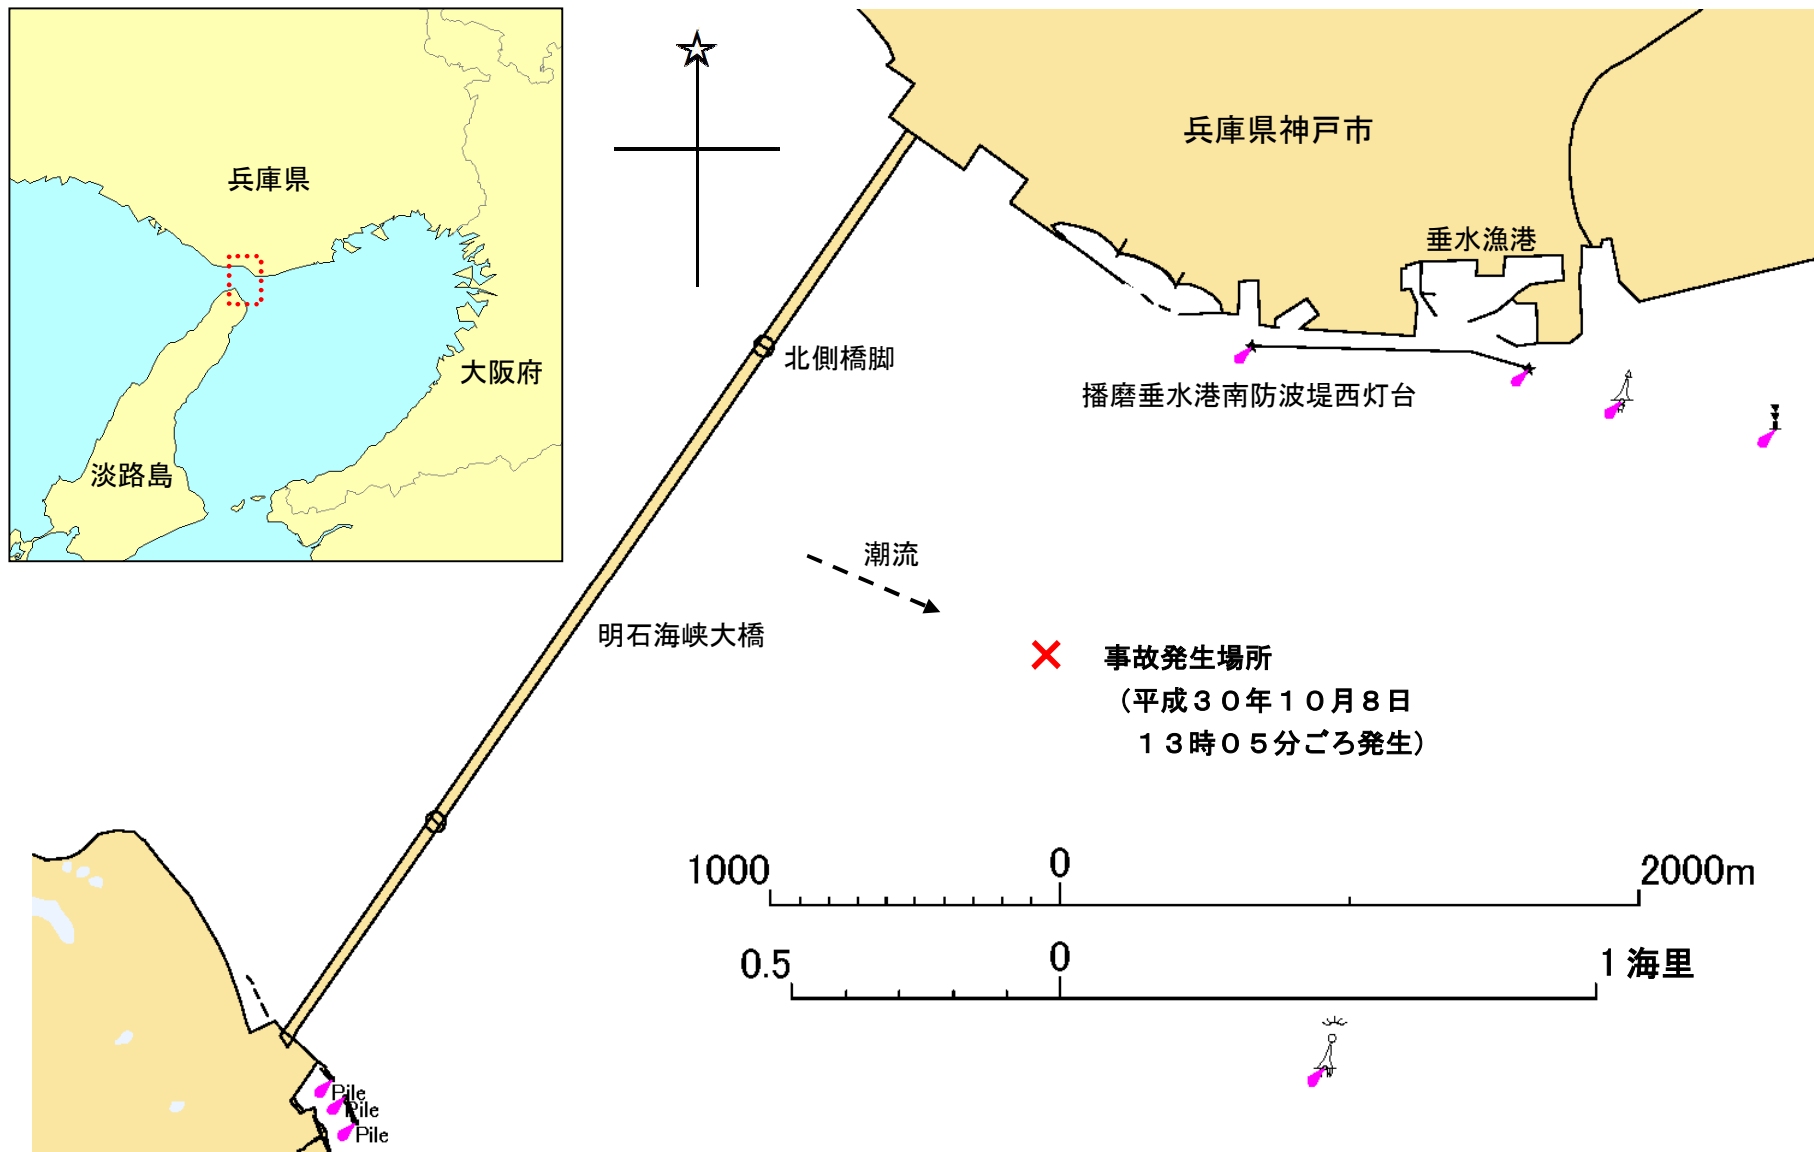 兵庫県
大阪府
淡路島
兵庫県神戸市
垂水漁港
北側橋脚
播磨垂水港南防波堤西灯台
潮流
明石海峡大橋
事故発生場所
（平成３０年１０月８日
１３時０５分ごろ発生）
1000 0 2000m
0.5 0 1 海里
Pile
Pile
Pile